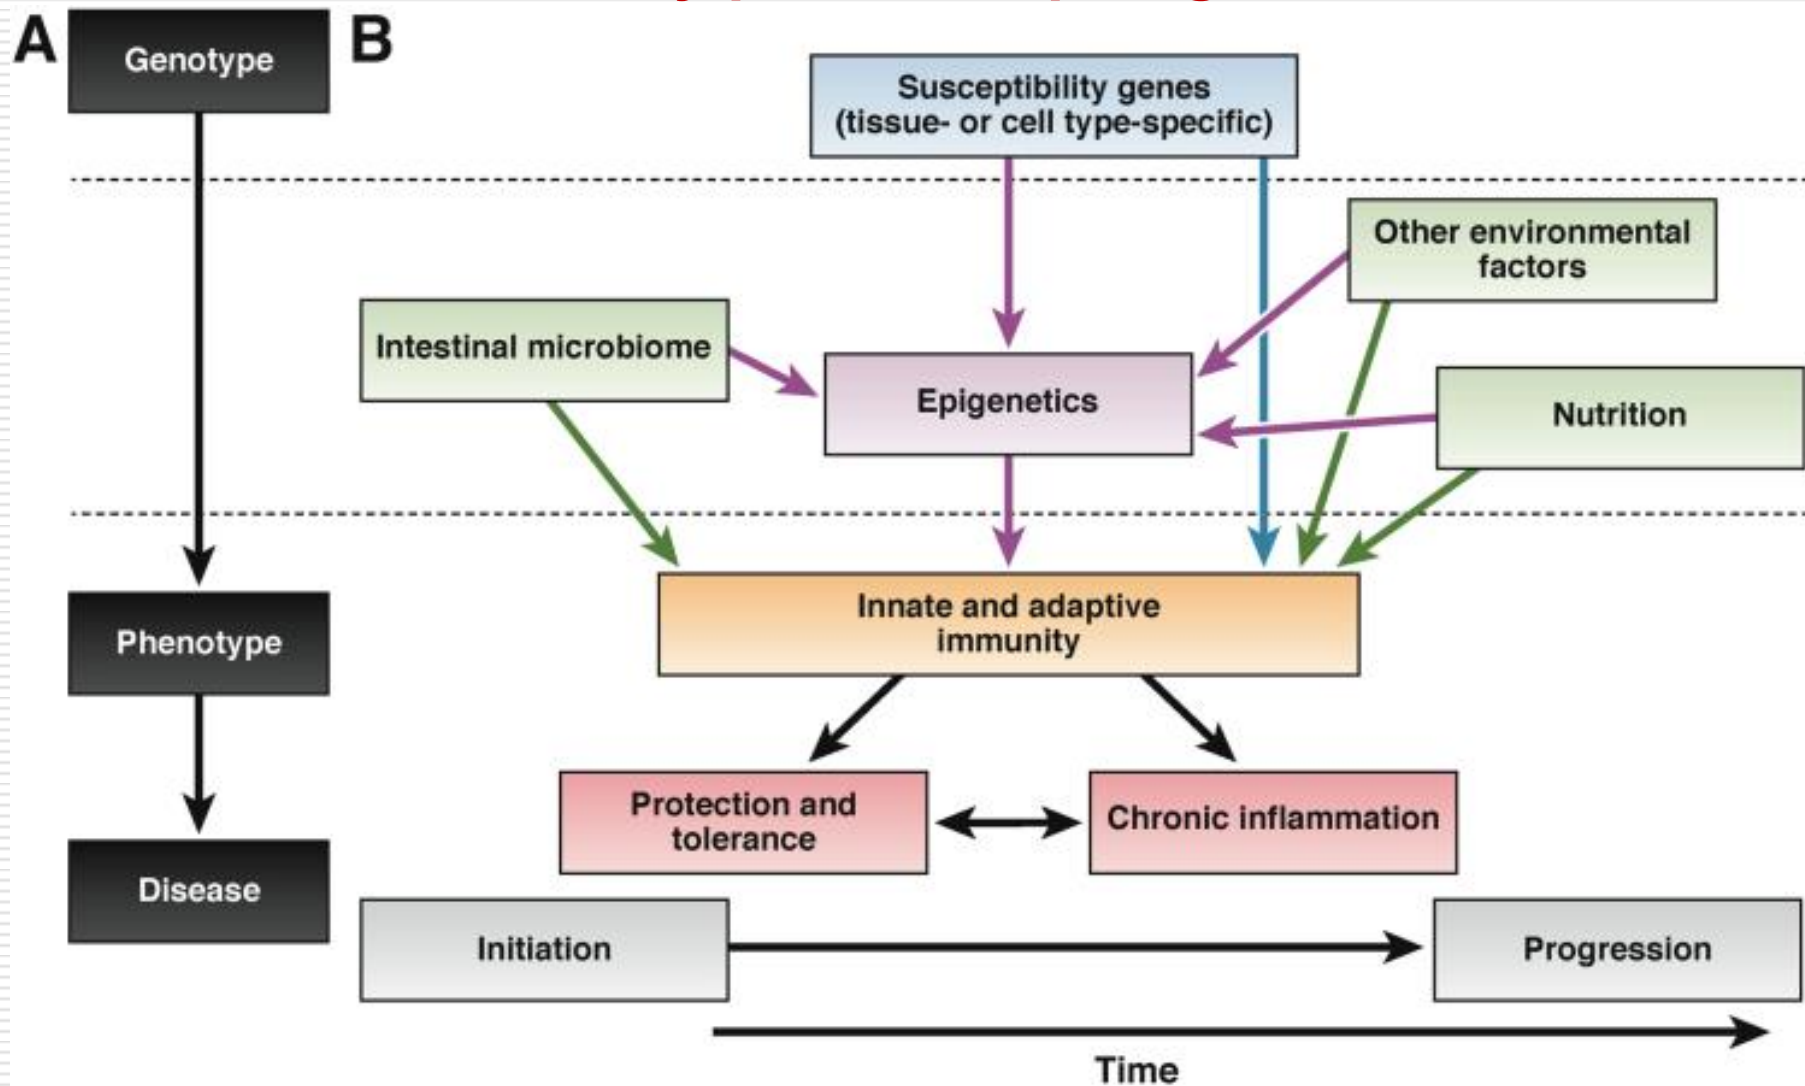 A
Genotype
Phenotype
Disease
B
Susceptibility genes
(tissue- or cell type-specific)
Other environmental
factors
Intestinal microbiome
Epigenetics
Nutrition
Innate and adaptive
immunity
Protection and
tolerance
Chronic inflammation
Initiation
Progression
Time